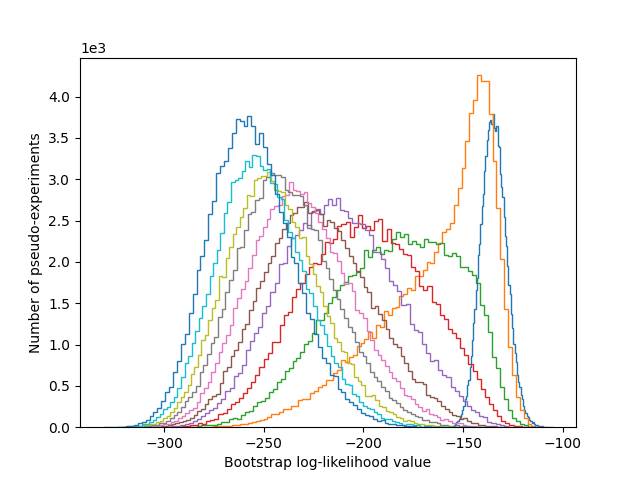 1e3
4.0
3.5
3.0
2.5
2.0
1.5
1.0
0.5
0.0
Number of pseudo-experiments
−300 −250 −200 −150 −100
Bootstrap log-likelihood value